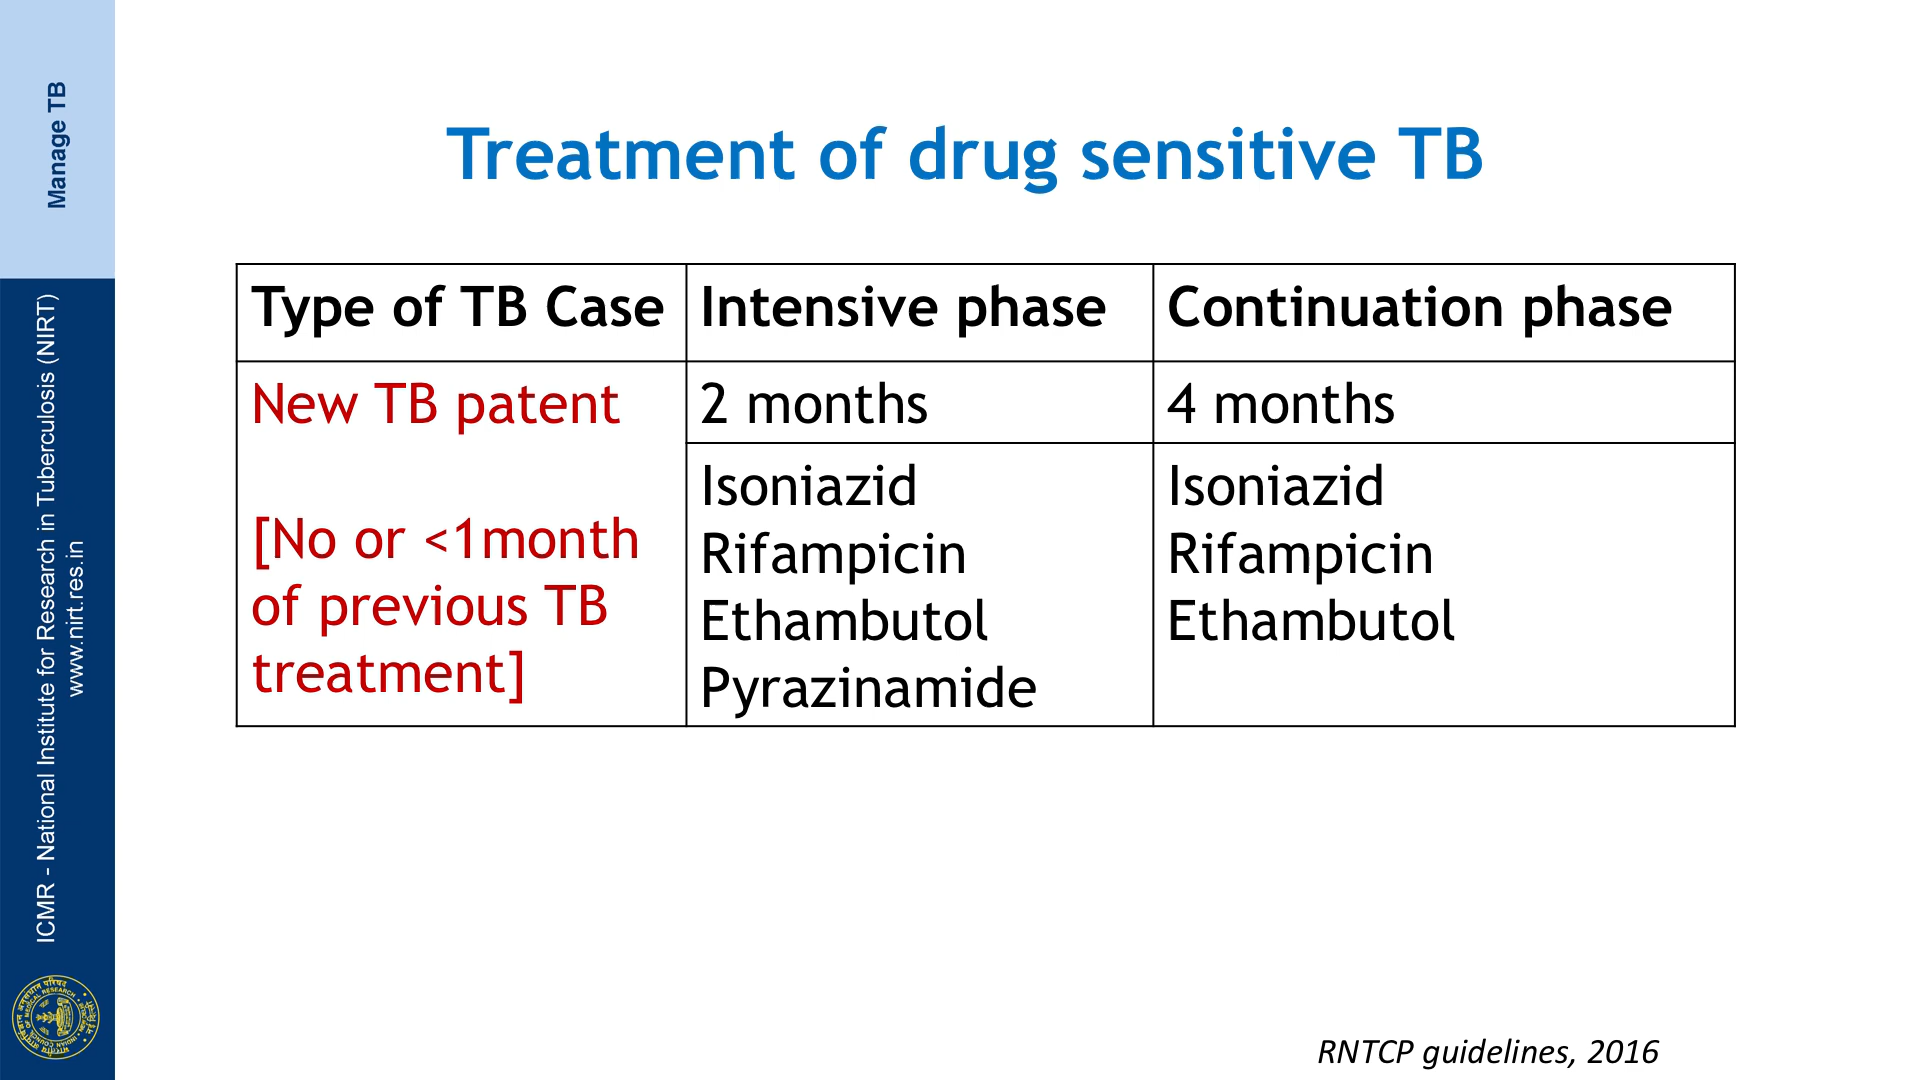 Manage TB
ICMR - National Institute for Research in Tuberculosis (NIRT)
www.nirt.res.in
Treatment of drug sensitive TB
Type of TB Case
Intensive phase
Continuation phase
New TB patent
[No or <1month
of previous TB
treatment]
2 months
4 months
Isoniazid
Rifampicin
Ethambutol
Pyrazinamide
Isoniazid
Rifampicin
Ethambutol
RNTCP guidelines, 2016